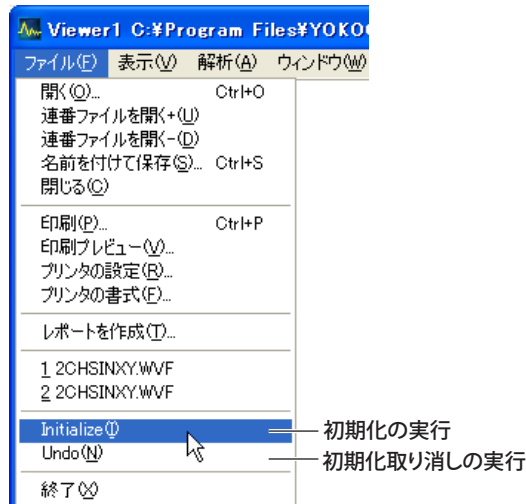 Viewer1 C:¥Program Files¥YOKO
ファイル(F) 表示(V) 解析(A) ウィンドウ(W)
開く(O)... Ctrl+O
連番ファイルを開く+(U)
連番ファイルを開く-(D)
名前を付けて保存(S)... Ctrl+S
閉じる(C)
印刷(P)... Ctrl+P
印刷プレビュー(V)...
プリンタの設定(R)...
プリンタの書式(F)...
レポートを作成(T)...
1 2CHSINXY.WVF
2 2CHSINXY.WVF
Initialize(I) 初期化の実行
Undo(N) 初期化取り消しの実行
終了(X)